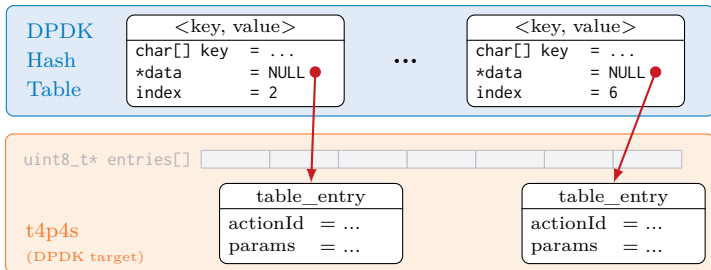 DPDK
Hash
Table
<key, value>
char[] key = ...
*data = NULL
index = 2
...
<key, value>
char[] key = ...
*data = NULL
index = 6
uint8_t* entries[]
t4p4s
(DPDK target)
table_entry
actionId = ...
params = ...
table_entry
actionId = ...
params = ...